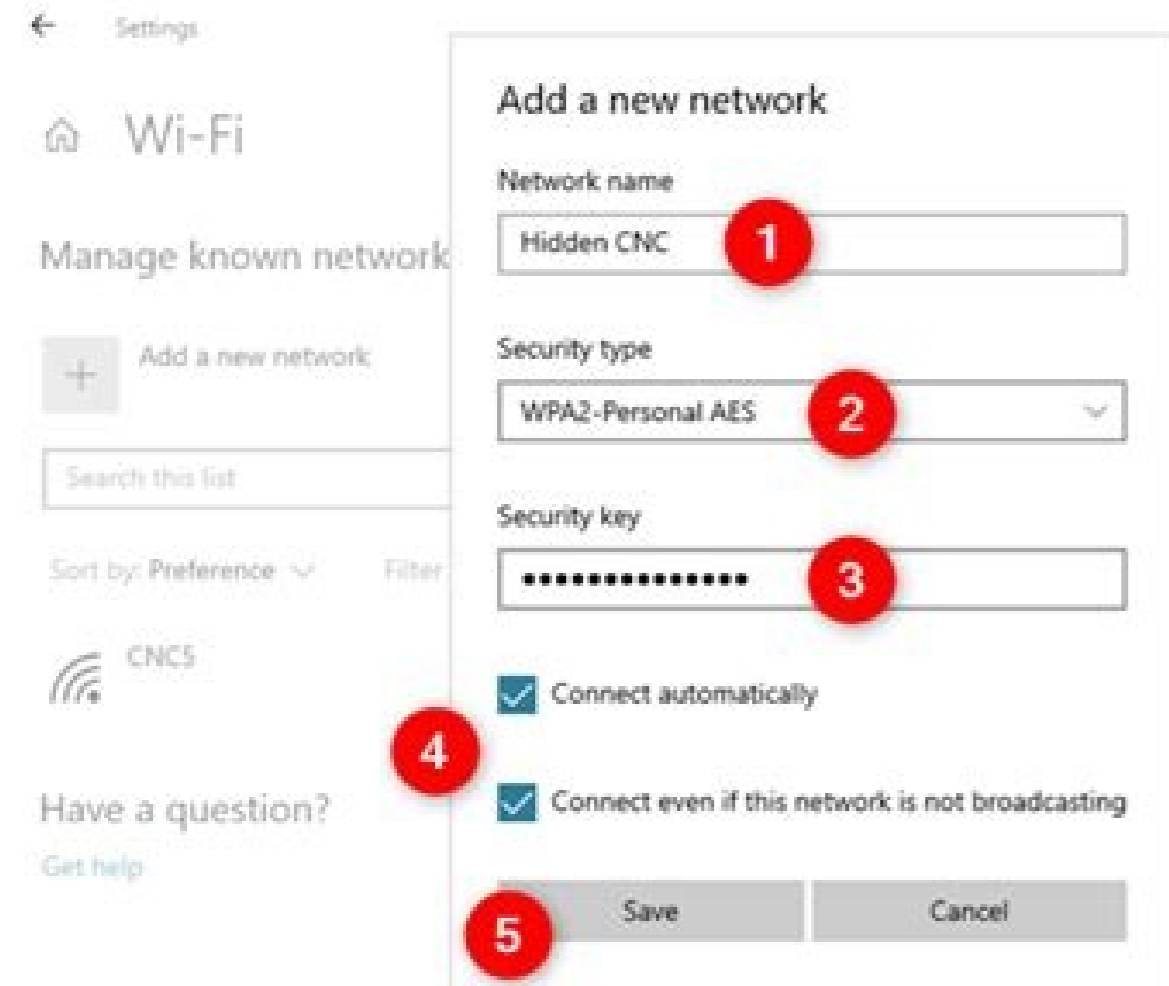 Settings
Wi-Fi
Manage known network
Add a new network
Search this list
Sort by: Preference
Filter
CNC5
Have a question?
Get help
Add a new network
Network name
Hidden CNC
1
Security type
WPA2-Personal AES
2
Security key
••••••••••••••
3
Connect automatically
4
Connect even if this network is not broadcasting
Save
Cancel
5